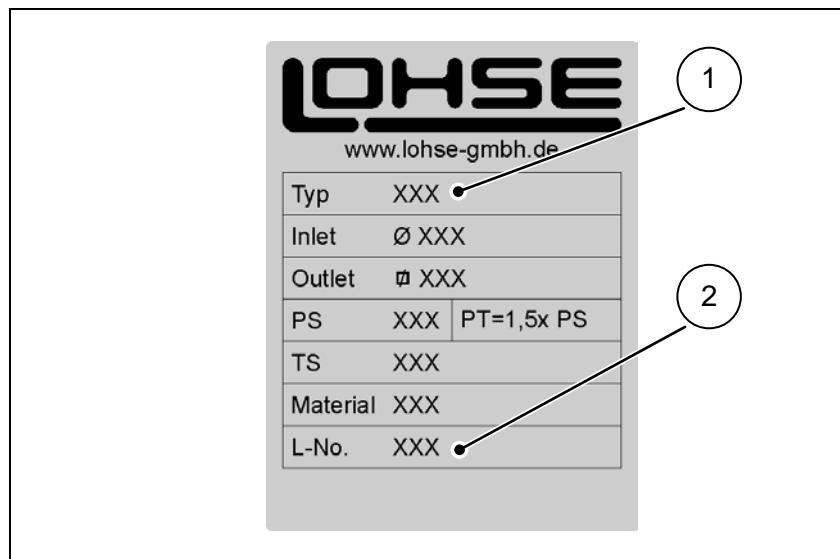 LOHSE
www.lohse-gmbh.de
Typ XXX
Inlet Ø XXX
Outlet ⧄ XXX
PS XXX PT=1,5x PS
TS XXX
Material XXX
L-No. XXX
1
2